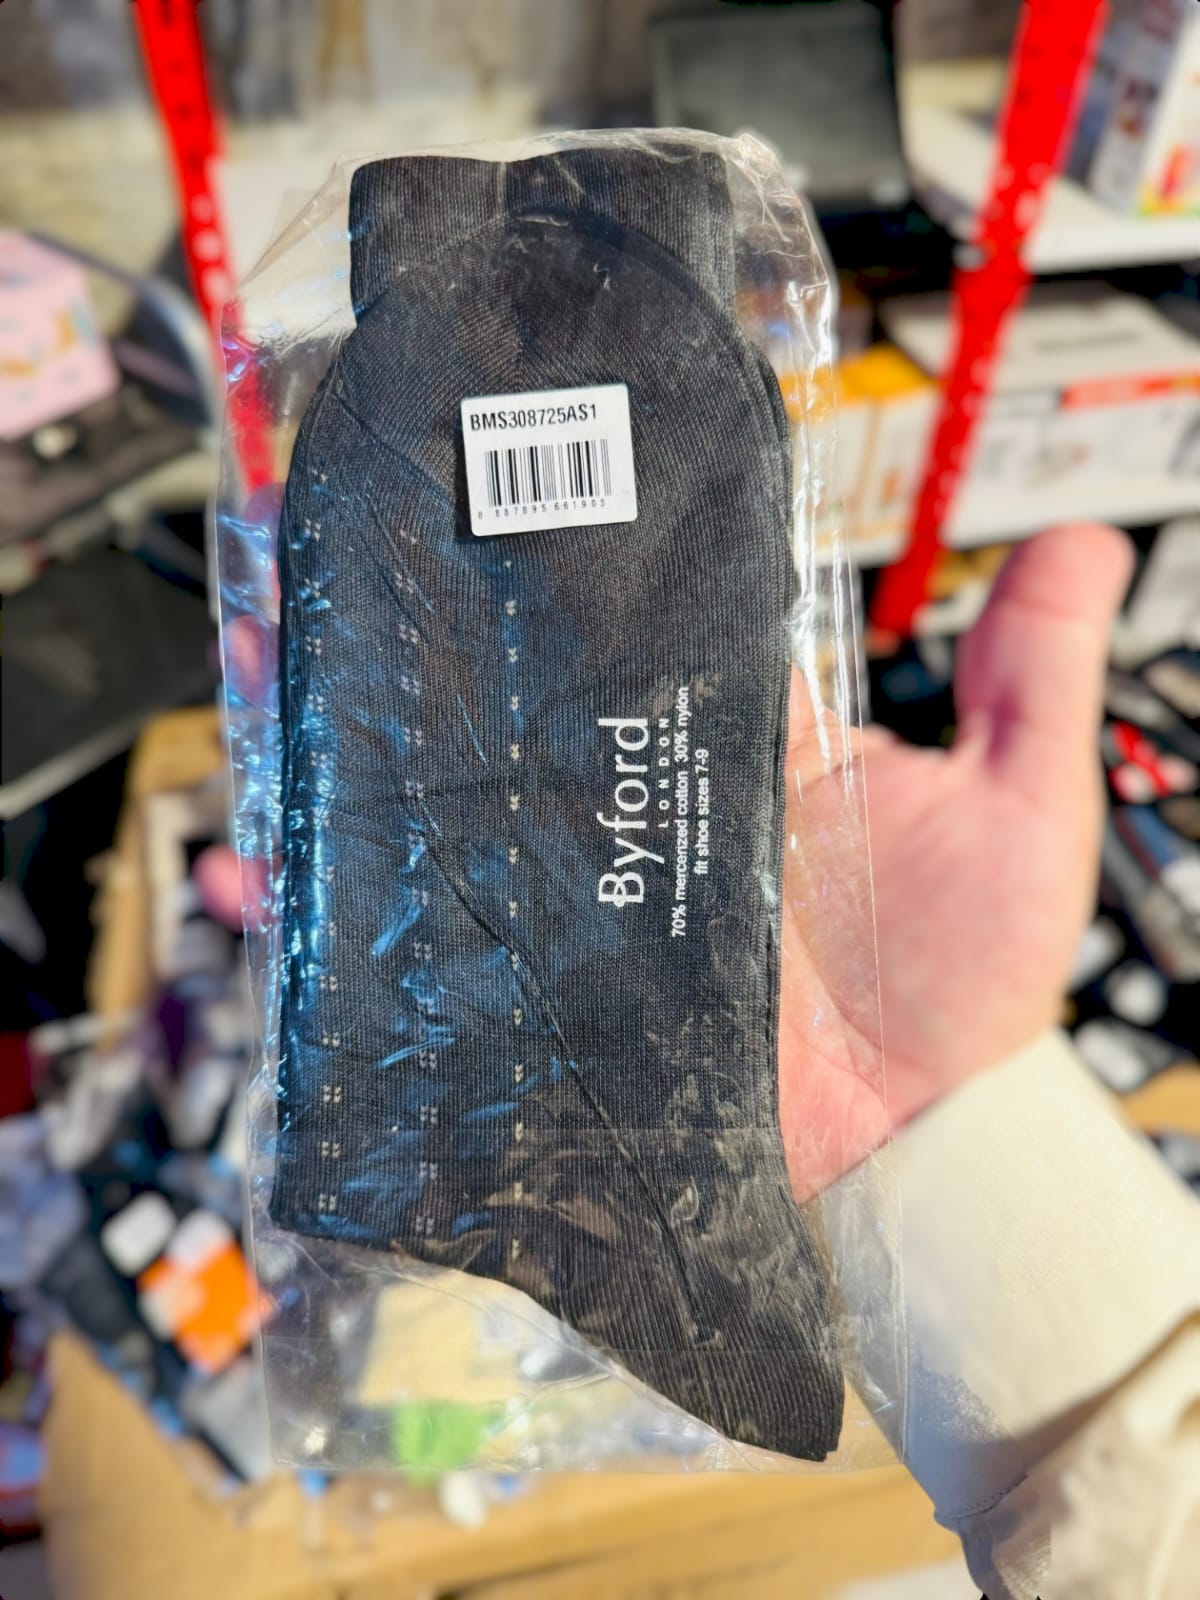 BMS308725AS1
8 887895 661903
Byford
LONDON
70% mercerized cotton 30% nylon
fit shoe sizes 7-9